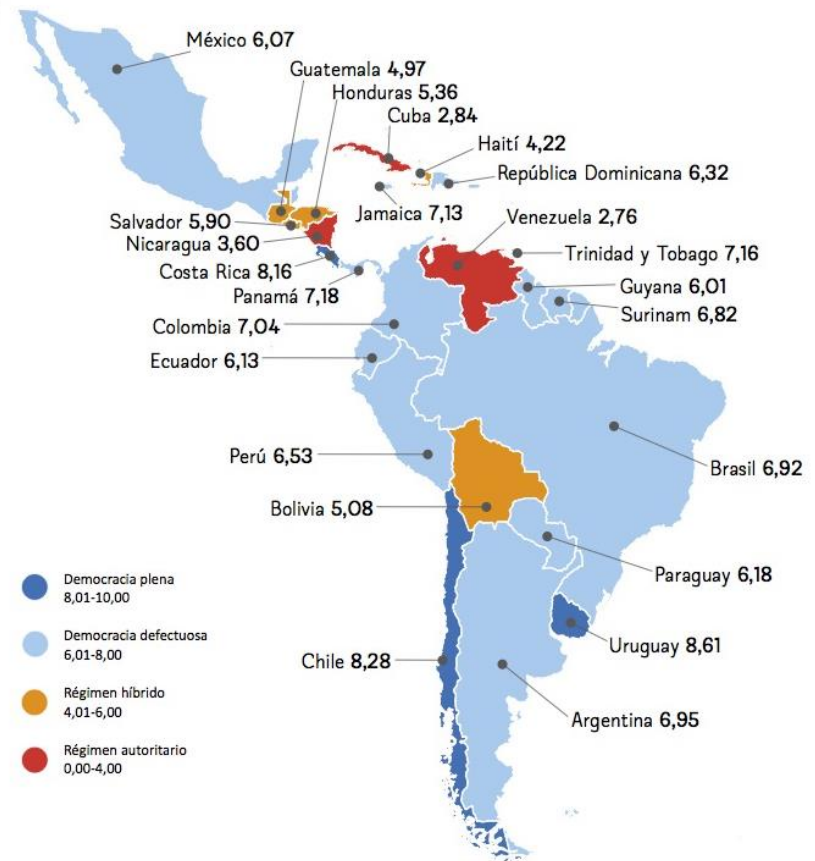 México 6,07
Guatemala 4,97
Honduras 5,36
Cuba 2,84
Haití 4,22
República Dominicana 6,32
Jamaica 7,13
Venezuela 2,76
Salvador 5,90
Nicaragua 3,60
Trinidad y Tobago 7,16
Costa Rica 8,16
Guyana 6,01
Panamá 7,18
Surinam 6,82
Colombia 7,04
Ecuador 6,13
Perú 6,53
Brasil 6,92
Bolivia 5,08
Paraguay 6,18
Uruguay 8,61
Chile 8,28
Argentina 6,95
Democracia plena
8,01-10,00
Democracia defectuosa
6,01-8,00
Régimen híbrido
4,01-6,00
Régimen autoritario
0,00-4,00